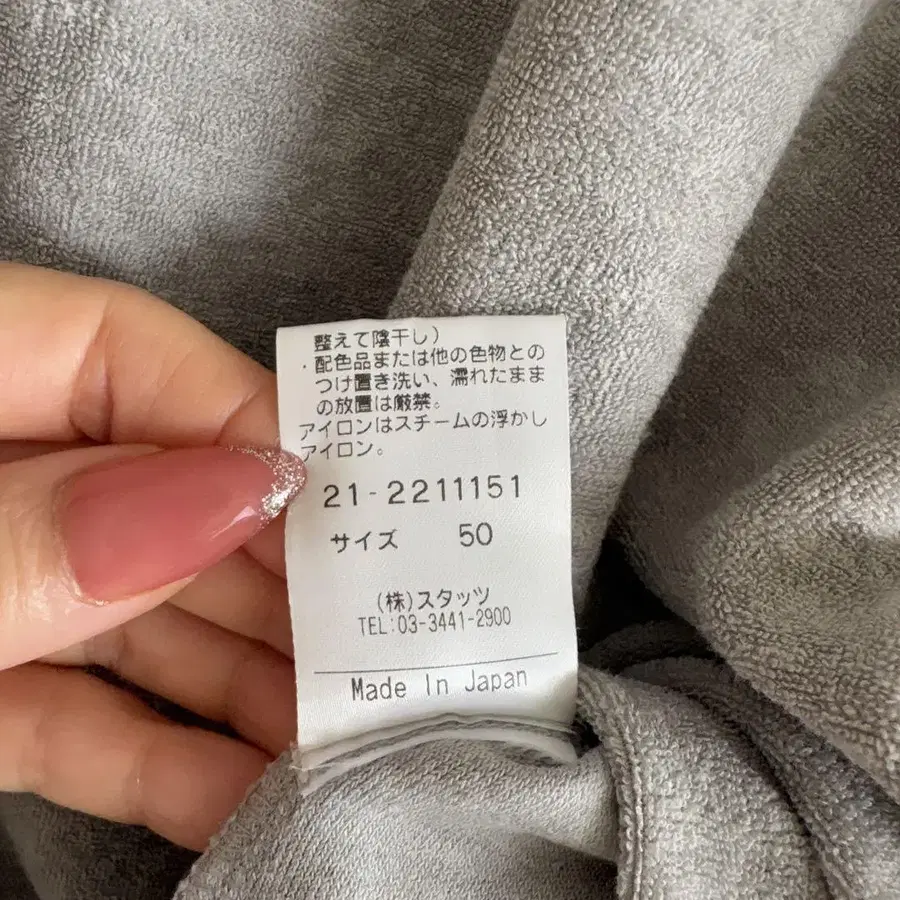 整えて陰干し)
・配色品または他の色物との
つけ置き洗い、濡れたまま
の放置は厳禁。
アイロンはスチームの浮かし
アイロン。
21-2211151
サイズ 50
(株)スタッツ
TEL:03-3441-2900
Made In Japan